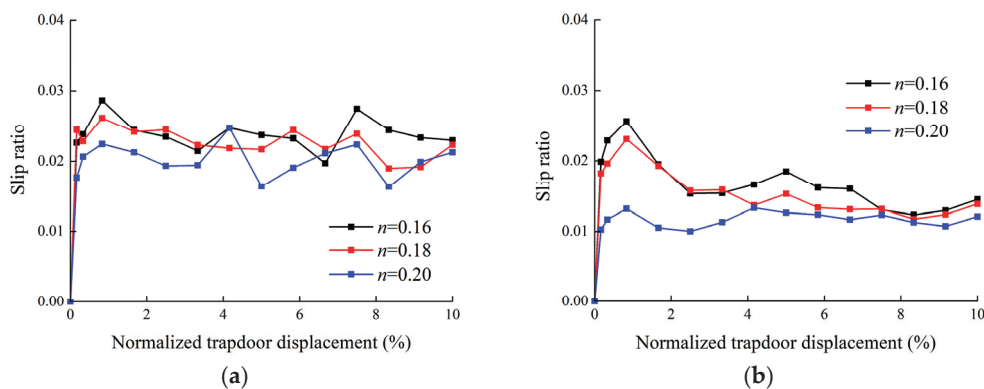 0.04
0.03
0.02
0.01
0.00
Slip ratio
n=0.16
n=0.18
n=0.20
0 2 4 6 8 10
Normalized trapdoor displacement (%)
(a)
0.04
0.03
0.02
0.01
0.00
Slip ratio
n=0.16
n=0.18
n=0.20
0 2 4 6 8 10
Normalized trapdoor displacement (%)
(b)